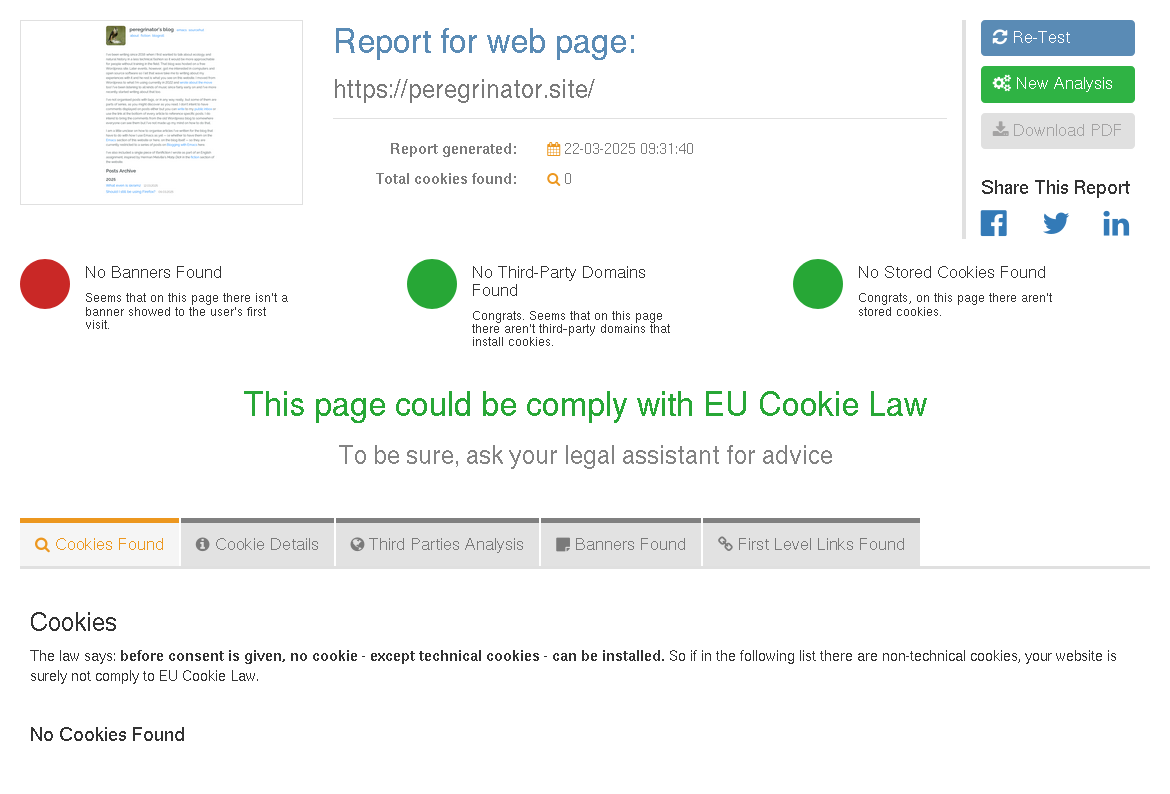 peregrinator's blog
Report for web page:
https://peregrinator.site/
Report generated: 22-03-2025 09:31:40
Total cookies found: 0
Re-Test
New Analysis
Download PDF
Share This Report
No Banners Found
Seems that on this page there isn't a
banner showed to the user's first
visit.
No Third-Party Domains
Found
Congrats. Seems that on this page
there aren't third-party domains that
install cookies.
No Stored Cookies Found
Congrats, on this page there aren't
stored cookies.
This page could be comply with EU Cookie Law
To be sure, ask your legal assistant for advice
Cookies Found
Cookie Details
Third Parties Analysis
Banners Found
First Level Links Found
Cookies
The law says: before consent is given, no cookie - except technical cookies - can be installed. So if in the following list there are non-technical cookies, your website is
surely not comply to EU Cookie Law.
No Cookies Found